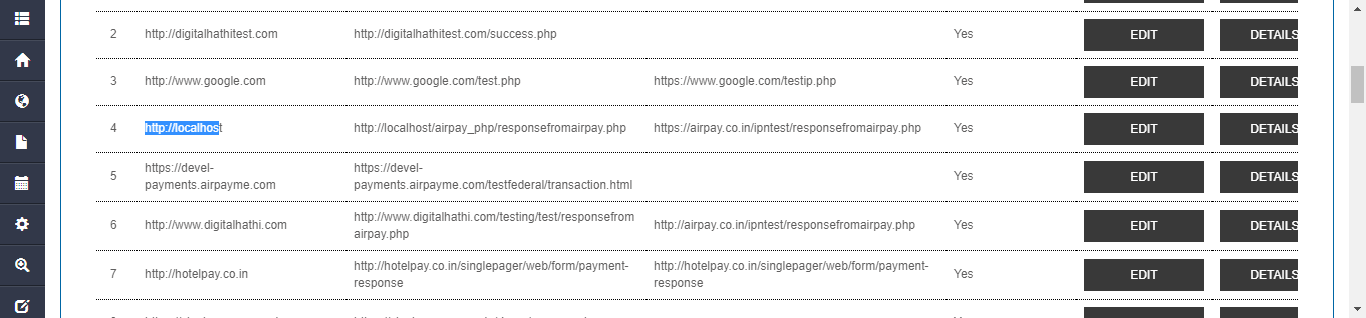 2 http://digitalhathitest.com http://digitalhathitest.com/success.php Yes EDIT DETAILS
3 http://www.google.com http://www.google.com/test.php https://www.google.com/testip.php Yes EDIT DETAILS
4 http://localhost http://localhost/airpay_php/responsefromairpay.php https://airpay.co.in/ipntest/responsefromairpay.php Yes EDIT DETAILS
https://devel- https://devel-
5 Yes EDIT DETAILS
payments.airpayme.com payments.airpayme.com/testfederal/transaction.html
http://www.digitalhathi.com/testing/test/responsefrom
6 http://www.digitalhathi.com http://airpay.co.in/ipntest/responsefromairpay.php Yes EDIT DETAILS
airpay.php
http://hotelpay.co.in/singlepager/web/form/payment- http://hotelpay.co.in/singlepager/web/form/payment-
7 http://hotelpay.co.in Yes EDIT DETAILS
response response